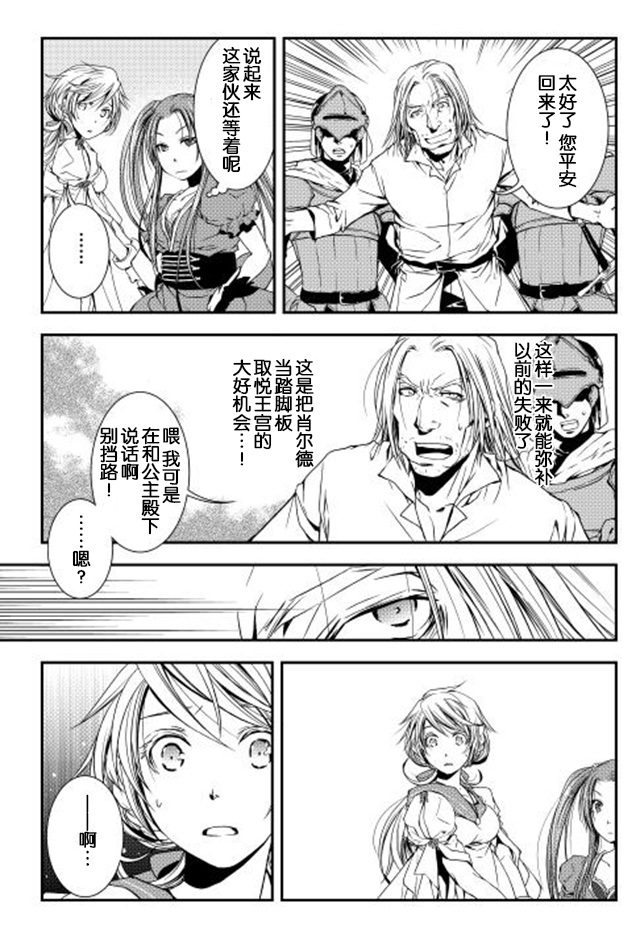 太好了 您平安
回来了！
说起来
这家伙还等着呢
……
这样一来就能弥补
以前的失败了
这是把肖尔德
当踏脚板
取悦王宫的
大好机会…！
喂 我可是
在和公主殿下
说话啊
别挡路！
……嗯？
——啊…